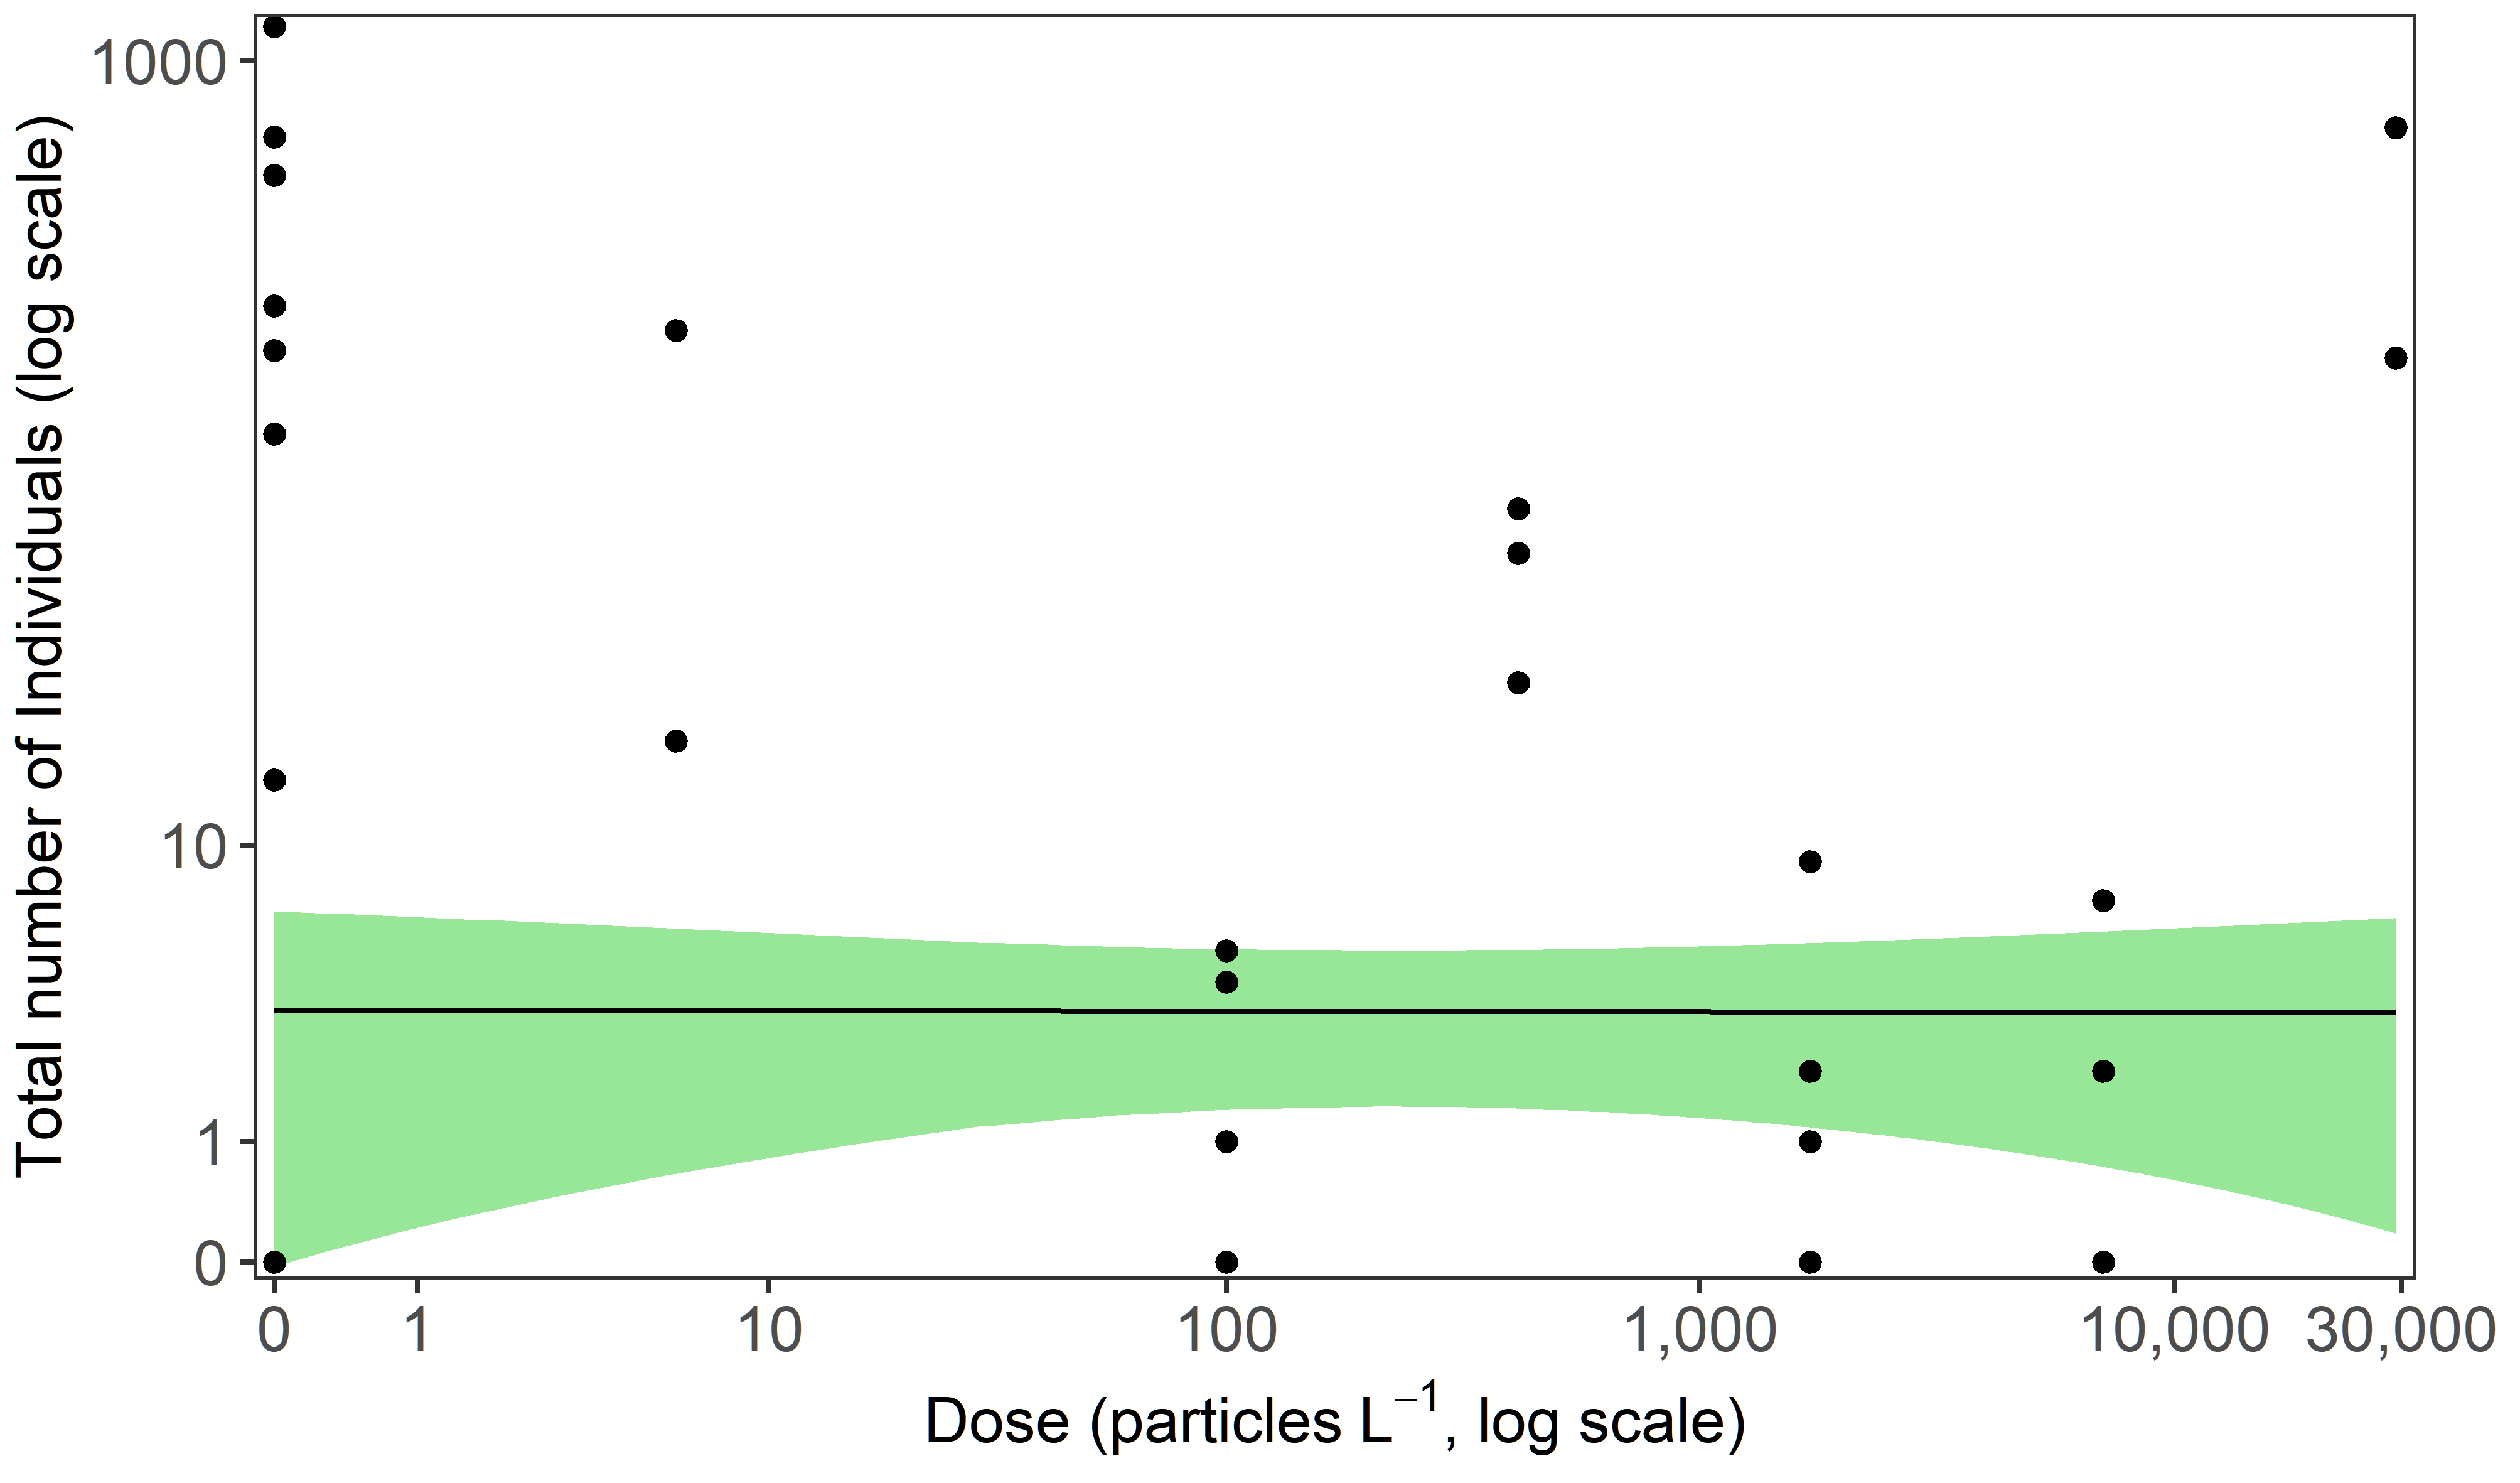 Total number of Individuals (log scale)
1000
10
1
0
0 1 10 100 1,000 10,000 30,000
Dose (particles L⁻¹, log scale)